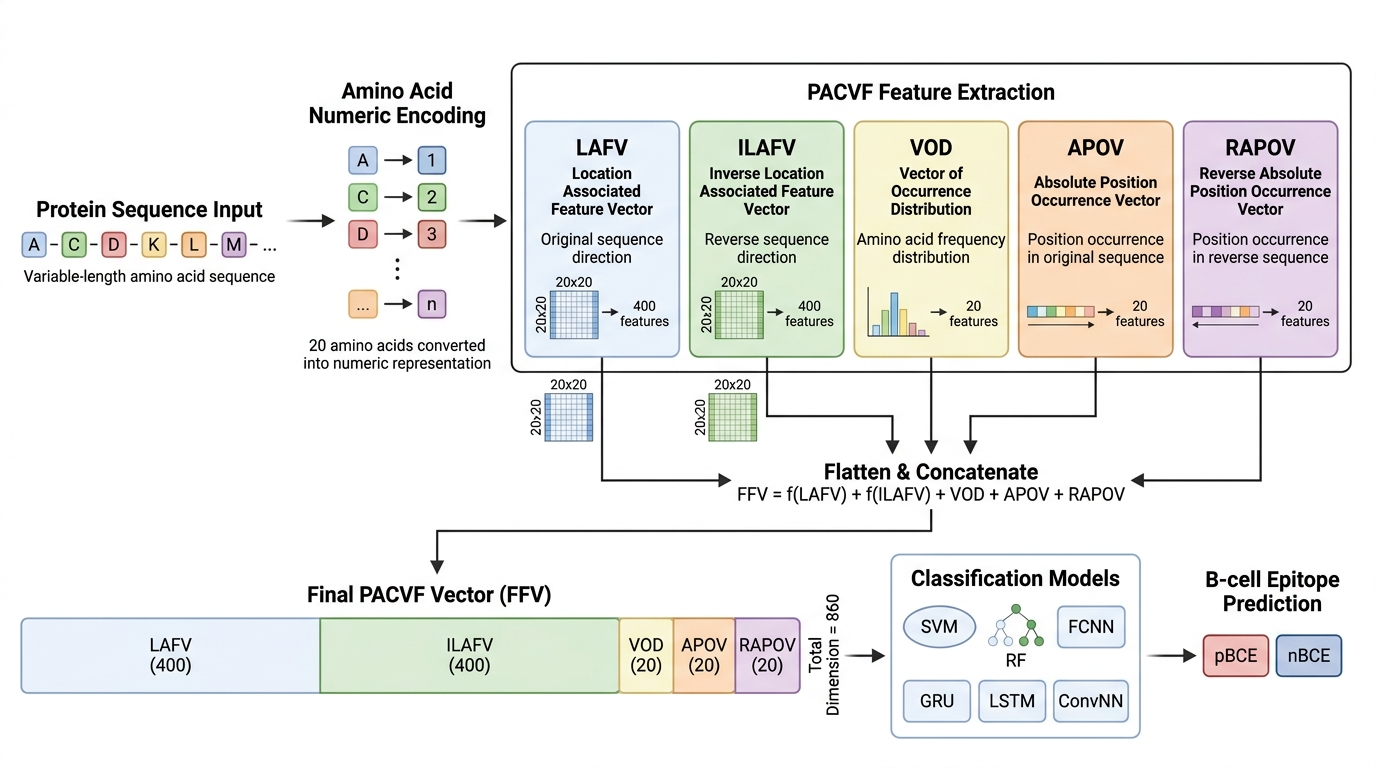 Protein Sequence Input
A - C - D - K - L - M - ...
Variable-length amino acid sequence
Amino Acid
Numeric Encoding
A 1
C 2
D 3
⋮
... n
20 amino acids converted
into numeric representation
PACVF Feature Extraction
LAFV
Location
Associated
Feature Vector
Original sequence
direction
20x20
20x20
400
features
ILAFV
Inverse Location
Associated Feature
Vector
Reverse sequence
direction
20x20
20x20
400
features
VOD
Vector of
Occurrence
Distribution
Amino acid frequency
distribution
20
features
APOV
Absolute Position
Occurrence Vector
Position occurrence
in original sequence
20
features
RAPOV
Reverse Absolute
Position Occurrence
Vector
Position occurrence
in reverse sequence
20
features
20x20
20x20
20x20
20x20
Flatten & Concatenate
FFV = f(LAFV) + f(ILAFV) + VOD + APOV + RAPOV
Final PACVF Vector (FFV)
LAFV
(400)
ILAFV
(400)
VOD
(20)
APOV
(20)
RAPOV
(20)
Total
Dimension = 860
Classification Models
SVM
RF
FCNN
GRU
LSTM
ConvNN
B-cell Epitope
Prediction
pBCE
nBCE